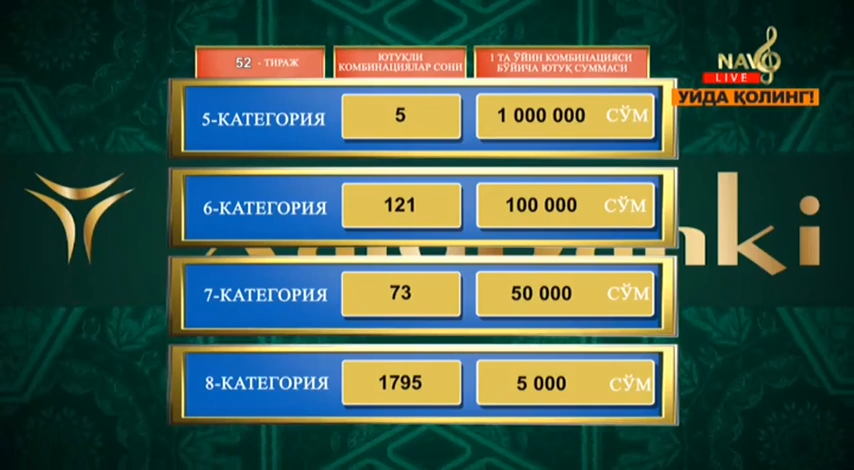 52 - ТИРАЖ
ЮТУҚЛИ
КОМБИНАЦИЯЛАР СОНИ
1 ТА ЎЙИН КОМБИНАЦИЯСИ
БЎЙИЧА ЮТУҚ СУММАСИ
NAVO
LIVE
УЙДА ҚОЛИНГ!
5-КАТЕГОРИЯ 5 1 000 000 СЎМ
6-КАТЕГОРИЯ 121 100 000 СЎМ
7-КАТЕГОРИЯ 73 50 000 СЎМ
8-КАТЕГОРИЯ 1795 5 000 СЎМ